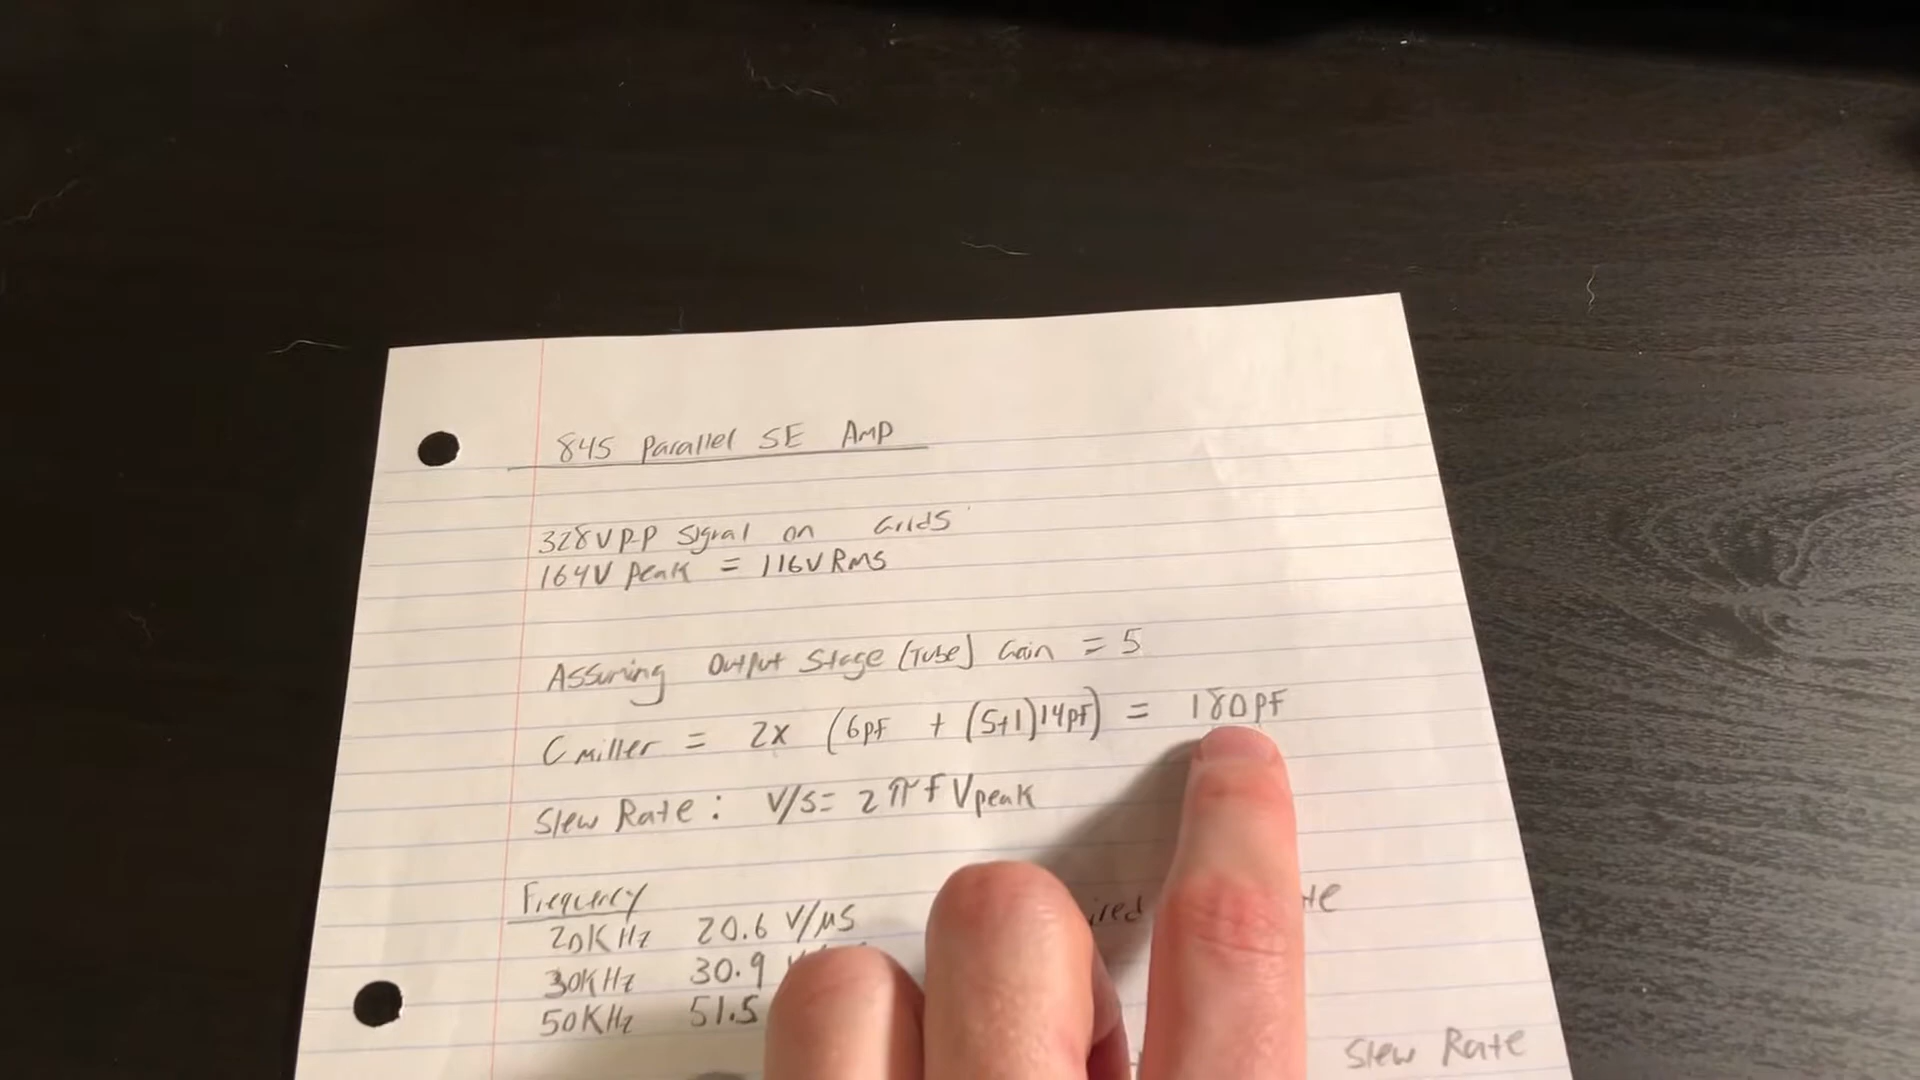 845 Parallel SE Amp
328V P-P Signal on Grids
164V Peak = 116V RMS
Assuming Output Stage (Tube) Gain = 5
C miller = 2x (6pf + (5+1)14pf) = 180pf
Slew Rate: V/s = 2πf Vpeak
Frequency
20KHz 20.6 V/μs
30KHz 30.9
50KHz 51.5
Slew Rate